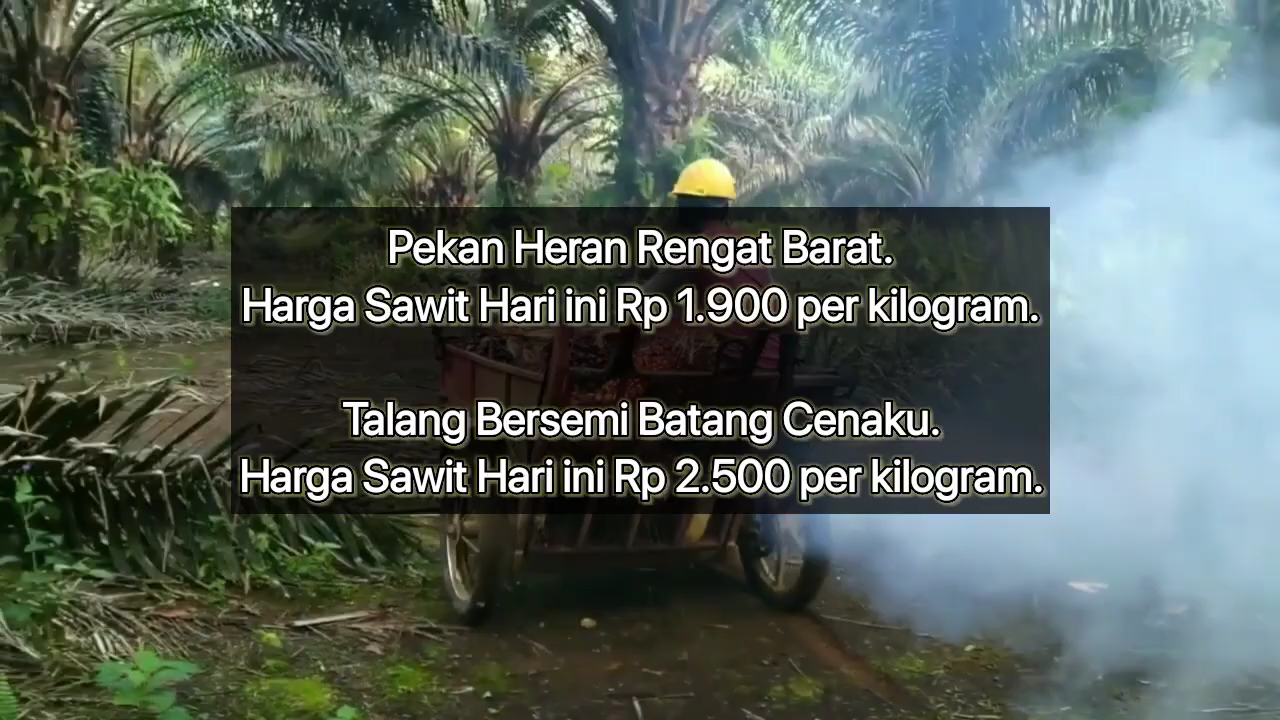 Pekan Heran Rengat Barat.
Harga Sawit Hari ini Rp 1.900 per kilogram.
Talang Bersemi Batang Cenaku.
Harga Sawit Hari ini Rp 2.500 per kilogram.